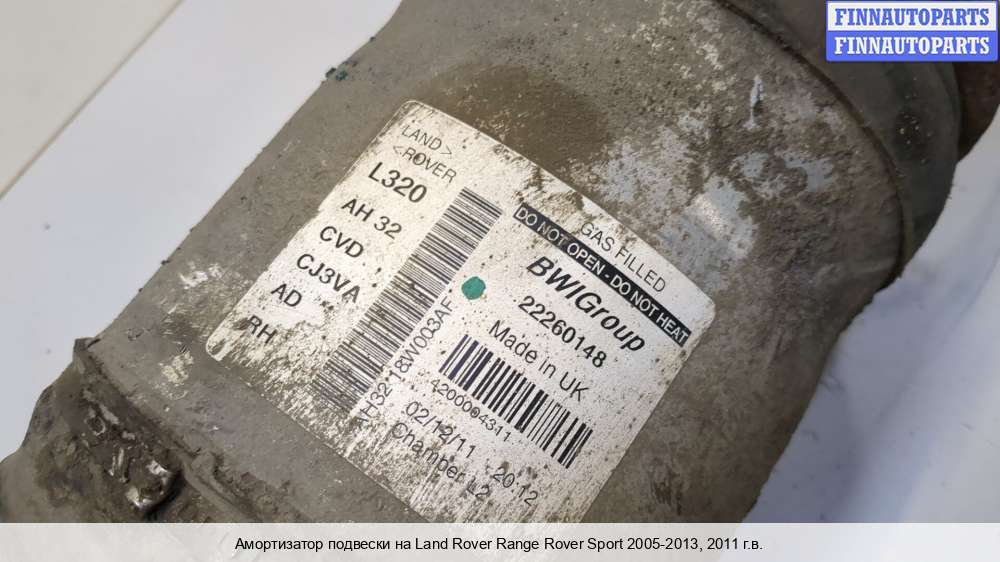 FINNAUTOPARTS
FINNAUTOPARTS
LAND>
<ROVER
L320
AH 32
CVD
CJ3VA
AD
RH
H32-18W003AF
GAS FILLED
DO NOT OPEN - DO NOT HEAT
BWIGroup
22260148
Made in UK
4200004311
02/12/11 20:12
Chamber L2
Амортизатор подвески на Land Rover Range Rover Sport 2005-2013, 2011 г.в.